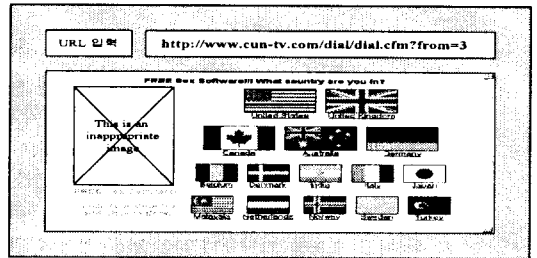 URL 입력
http://www.cun-tv.com/dial/dial.cfm?from=3
FREE Sex Software!!! What country are you in?
This is an
inappropriate
image
United States United Kingdom
Canada Australia Germany
Belgium Denmark Italy Japan
Malaysia Netherlands Norway Sweden Turkey